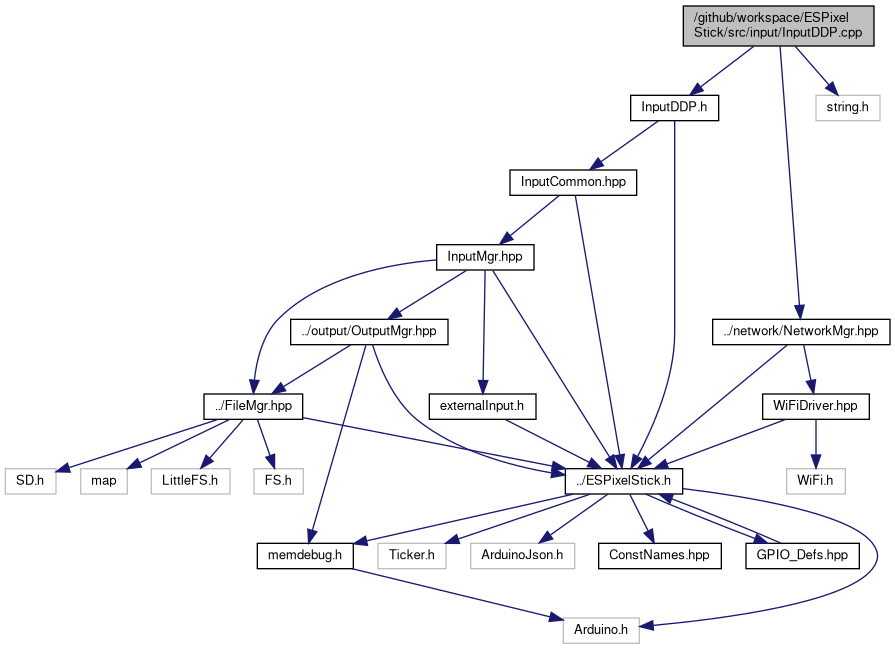 /github/workspace/ESPixel
Stick/src/input/InputDDP.cpp
InputDDP.h
string.h
InputCommon.hpp
InputMgr.hpp
../output/OutputMgr.hpp
../network/NetworkMgr.hpp
../FileMgr.hpp
externalInput.h
WiFiDriver.hpp
SD.h
map
LittleFS.h
FS.h
../ESPixelStick.h
WiFi.h
memdebug.h
Ticker.h
ArduinoJson.h
ConstNames.hpp
GPIO_Defs.hpp
Arduino.h